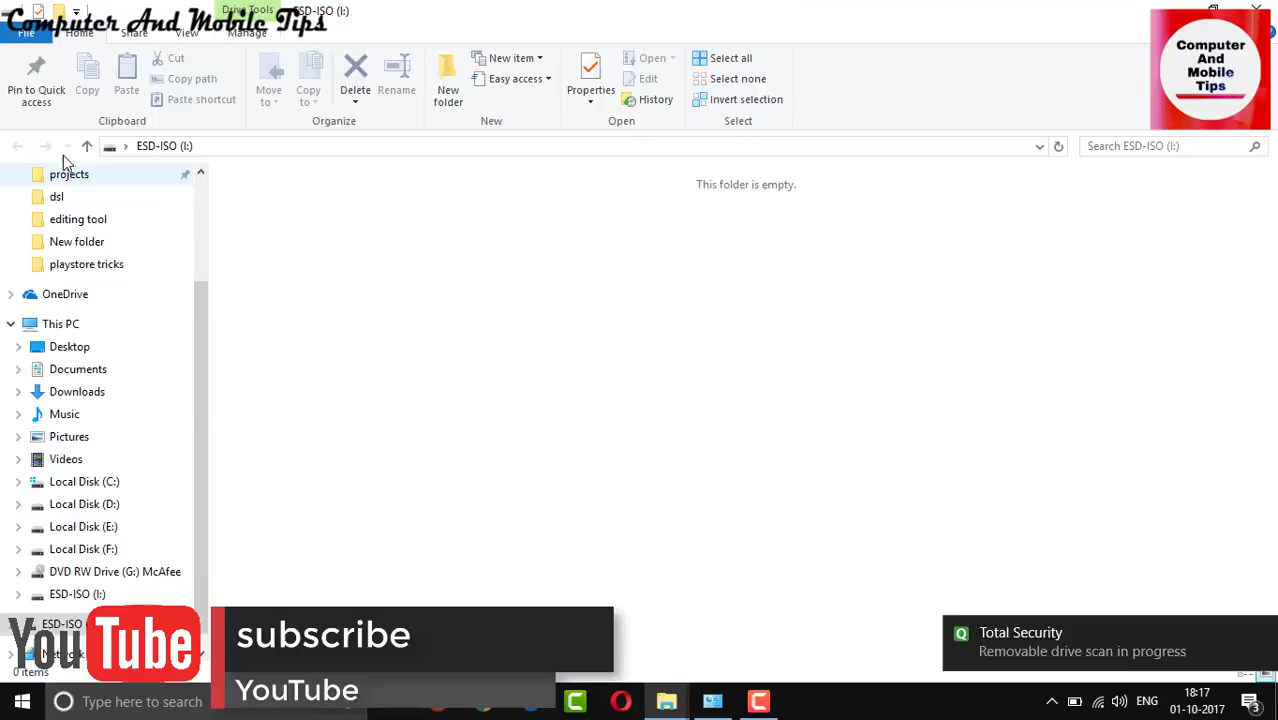 Computer And Mobile Tips
Drive Tools
ESD-ISO (I:)
File
Home
Share
View
Manage
Pin to Quick
access
Copy
Paste
Cut
Copy path
Paste shortcut
Clipboard
Move
to
Copy
to
Delete
Rename
Organize
New
folder
New item
Easy access
New
Properties
Open
Edit
History
Open
Select all
Select none
Invert selection
Select
Computer
And
Mobile
Tips
ESD-ISO (I:)
Search ESD-ISO (I:)
This folder is empty.
projects
dsl
editing tool
New folder
playstore tricks
OneDrive
This PC
Desktop
Documents
Downloads
Music
Pictures
Videos
Local Disk (C:)
Local Disk (D:)
Local Disk (E:)
Local Disk (F:)
DVD RW Drive (G:) McAfee
ESD-ISO (I:)
ESD-ISO
YouTube
subscribe
YouTube
0 items
Total Security
Removable drive scan in progress
Type here to search
ENG
18:17
01-10-2017
3